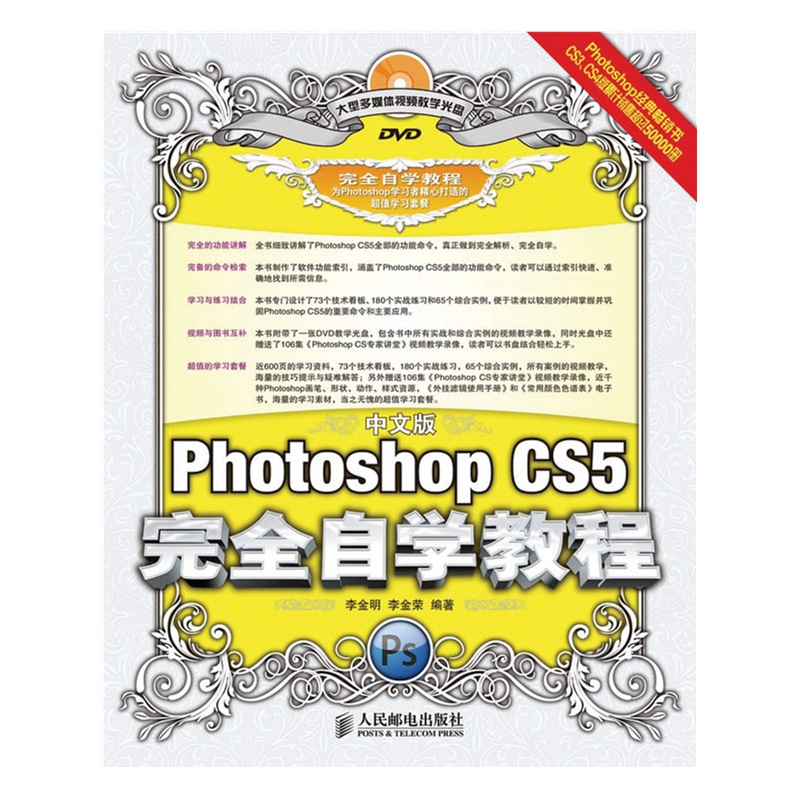 Photoshop经典畅销书
CS3、CS4版累计销量超过50000册
大型多媒体视频教学光盘
DVD
完全自学教程
为Photoshop学习者精心打造的
超值学习套餐
完全的功能讲解 全书细致讲解了Photoshop CS5全部的功能命令，真正做到完全解析、完全自学。
完备的命令检索 本书制作了软件功能索引，涵盖了Photoshop CS5全部的功能命令，读者可以通过索引快速、准
确地找到所需信息。
学习与练习结合 本书专门设计了73个技术看板、180个实战练习和65个综合实例，便于读者以较短的时间掌握并巩
固Photoshop CS5的重要命令和主要应用。
视频与图书互补 本书附带了一张DVD教学光盘，包含书中所有实战和综合实例的视频教学录像，同时光盘中还
赠送了106集《Photoshop CS专家讲堂》视频教学录像，读者可以书盘结合轻松上手。
超值的学习套餐 近600页的学习资料，73个技术看板，180个实战练习，65个综合实例，所有案例的视频教学，
海量的技巧提示与疑难解答；另外赠送106集《Photoshop CS专家讲堂》视频教学录像，近千
种Photoshop画笔、形状、动作、样式资源，《外挂滤镜使用手册》和《常用颜色色谱表》电子
书，海量的学习素材，当之无愧的超值学习套餐。
中文版
Photoshop CS5
完全自学教程
李金明 李金荣 编著
Ps
人民邮电出版社
POSTS & TELECOM PRESS